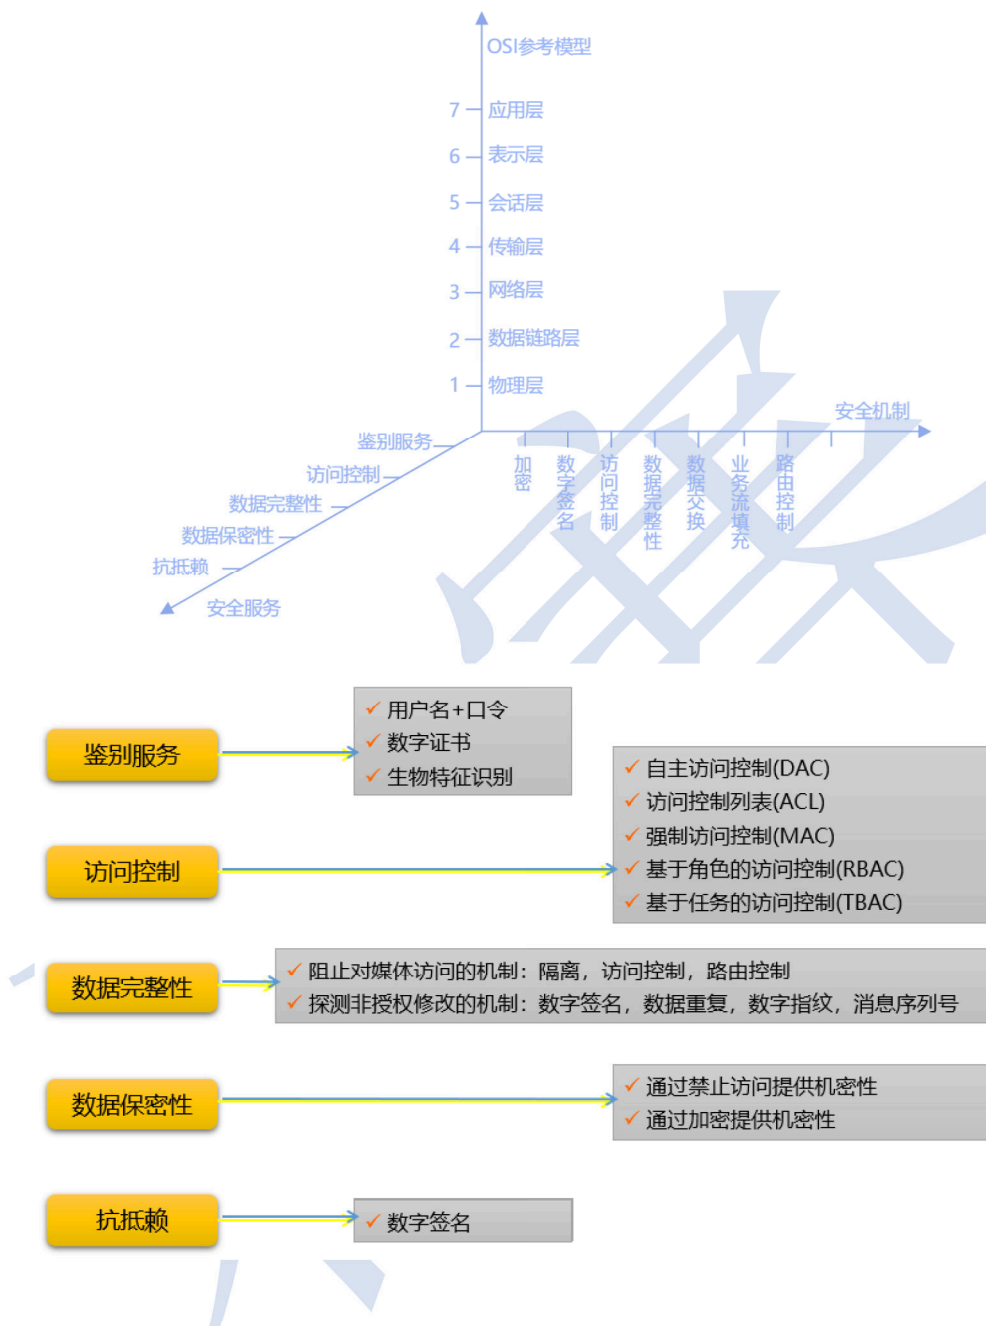 OSI参考模型
7 应用层
6 表示层
5 会话层
4 传输层
3 网络层
2 数据链路层
1 物理层
安全机制
加密
数字签名
访问控制
数据完整性
数据交换
业务流填充
路由控制
鉴别服务
访问控制
数据完整性
数据保密性
抗抵赖
安全服务
鉴别服务
✓ 用户名+口令
✓ 数字证书
✓ 生物特征识别
访问控制
✓ 自主访问控制(DAC)
✓ 访问控制列表(ACL)
✓ 强制访问控制(MAC)
✓ 基于角色的访问控制(RBAC)
✓ 基于任务的访问控制(TBAC)
数据完整性
✓ 阻止对媒体访问的机制：隔离，访问控制，路由控制
✓ 探测非授权修改的机制：数字签名，数据重复，数字指纹，消息序列号
数据保密性
✓ 通过禁止访问提供机密性
✓ 通过加密提供机密性
抗抵赖
✓ 数字签名